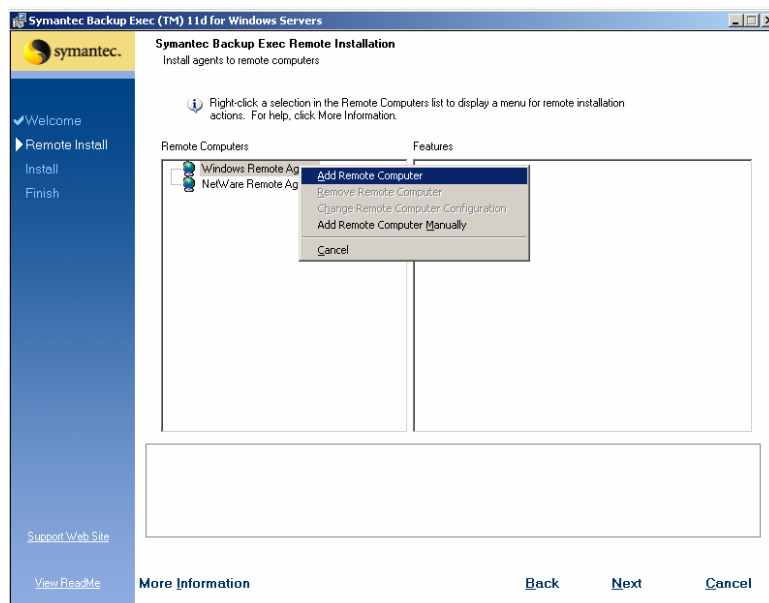 Symantec Backup Exec (TM) 11d for Windows Servers
symantec.
Symantec Backup Exec Remote Installation
Install agents to remote computers
Right-click a selection in the Remote Computers list to display a menu for remote installation
actions. For help, click More Information.
Welcome
Remote Install
Install
Finish
Remote Computers
Features
Windows Remote Ag
NetWare Remote Ag
Add Remote Computer
Remove Remote Computer
Change Remote Computer Configuration
Add Remote Computer Manually
Cancel
Support Web Site
View ReadMe
More Information
Back
Next
Cancel